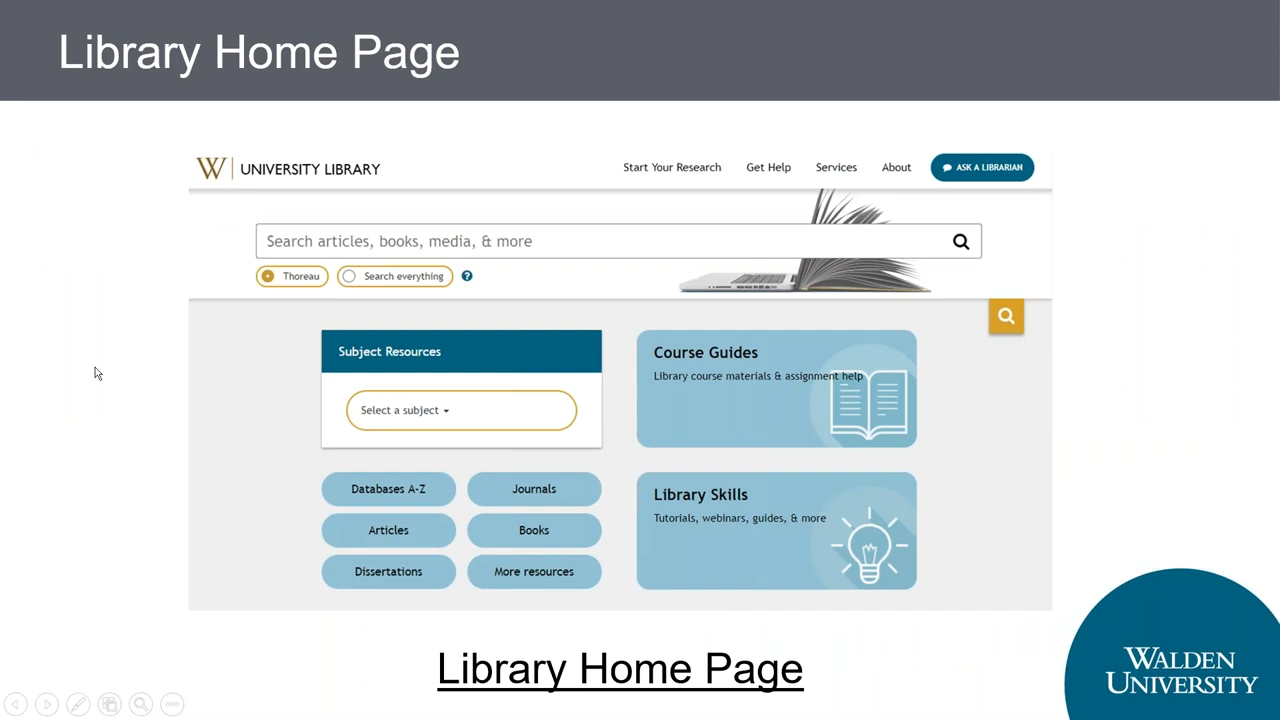 Library Home Page
W UNIVERSITY LIBRARY
Start Your Research Get Help Services About ASK A LIBRARIAN
Search articles, books, media, & more
Thoreau Search everything ?
Subject Resources
Select a subject
Course Guides
Library course materials & assignment help
Databases A-Z Journals
Articles Books
Dissertations More resources
Library Skills
Tutorials, webinars, guides, & more
Library Home Page
WALDEN
UNIVERSITY